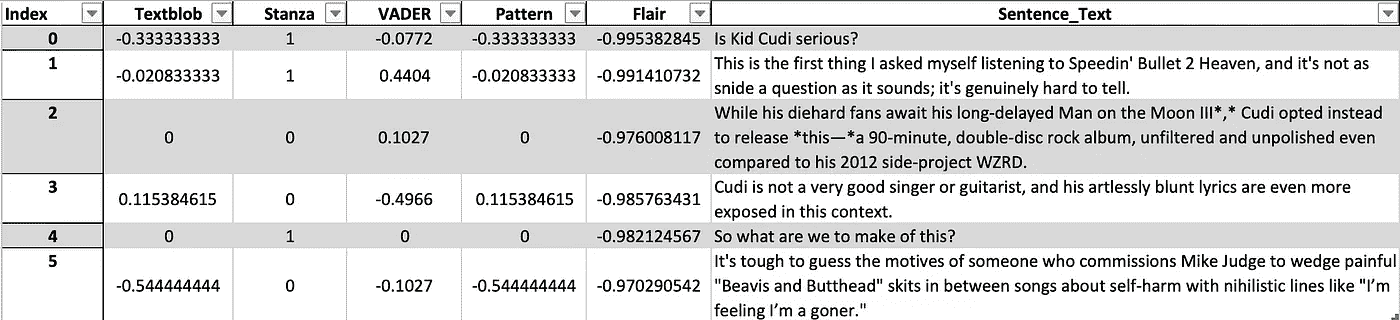 Index Textblob Stanza VADER Pattern Flair Sentence_Text
0 -0.333333333 1 -0.0772 -0.333333333 -0.995382845 Is Kid Cudi serious?
1 -0.020833333 1 0.4404 -0.020833333 -0.991410732 This is the first thing I asked myself listening to Speedin' Bullet 2 Heaven, and it's not as
snide a question as it sounds; it's genuinely hard to tell.
2 0 0 0.1027 0 -0.976008117 While his diehard fans await his long-delayed Man on the Moon III*,* Cudi opted instead
to release *this—*a 90-minute, double-disc rock album, unfiltered and unpolished even
compared to his 2012 side-project WZRD.
3 0.115384615 0 -0.4966 0.115384615 -0.985763431 Cudi is not a very good singer or guitarist, and his artlessly blunt lyrics are even more
exposed in this context.
4 0 1 0 0 -0.982124567 So what are we to make of this?
5 -0.544444444 0 -0.1027 -0.544444444 -0.970290542 It's tough to guess the motives of someone who commissions Mike Judge to wedge painful
"Beavis and Butthead" skits in between songs about self-harm with nihilistic lines like "I’m
feeling I’m a goner."